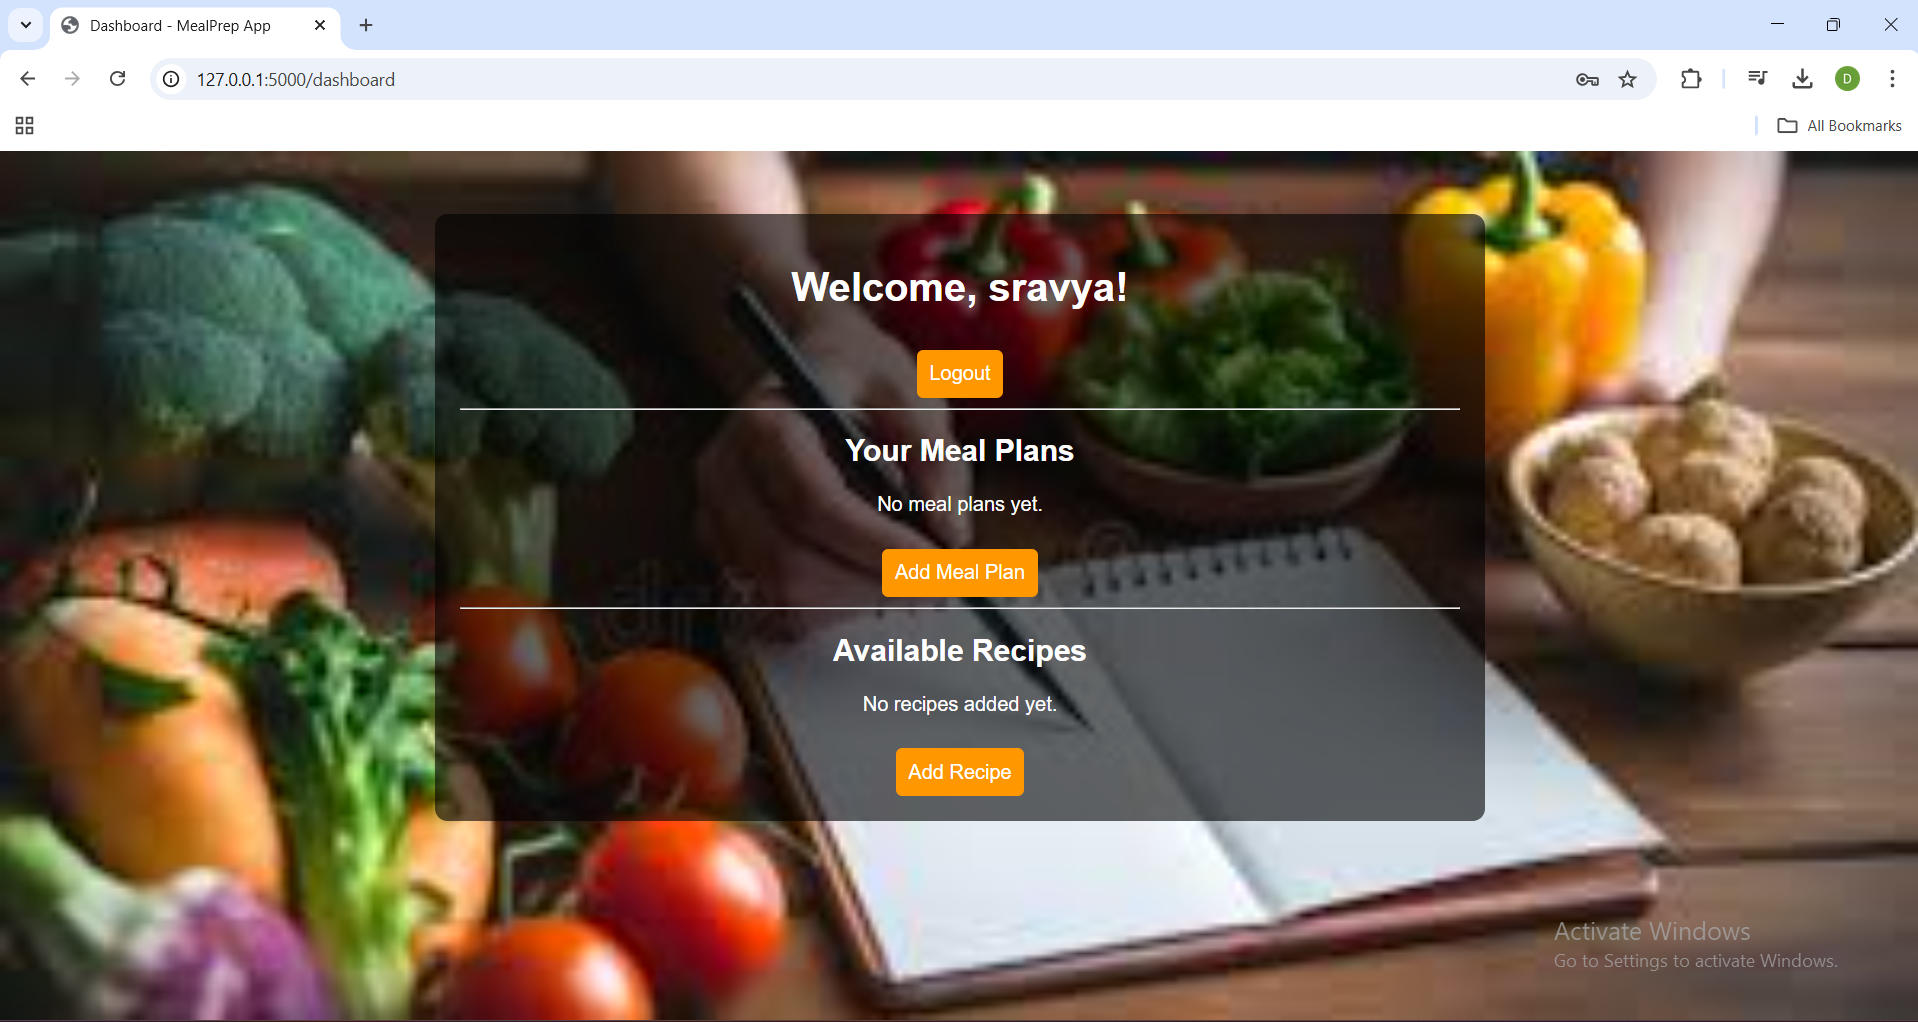 Dashboard - MealPrep App
127.0.0.1:5000/dashboard
D
All Bookmarks
Welcome, sravya!
Logout
Your Meal Plans
No meal plans yet.
Add Meal Plan
Available Recipes
No recipes added yet.
Add Recipe
Activate Windows
Go to Settings to activate Windows.